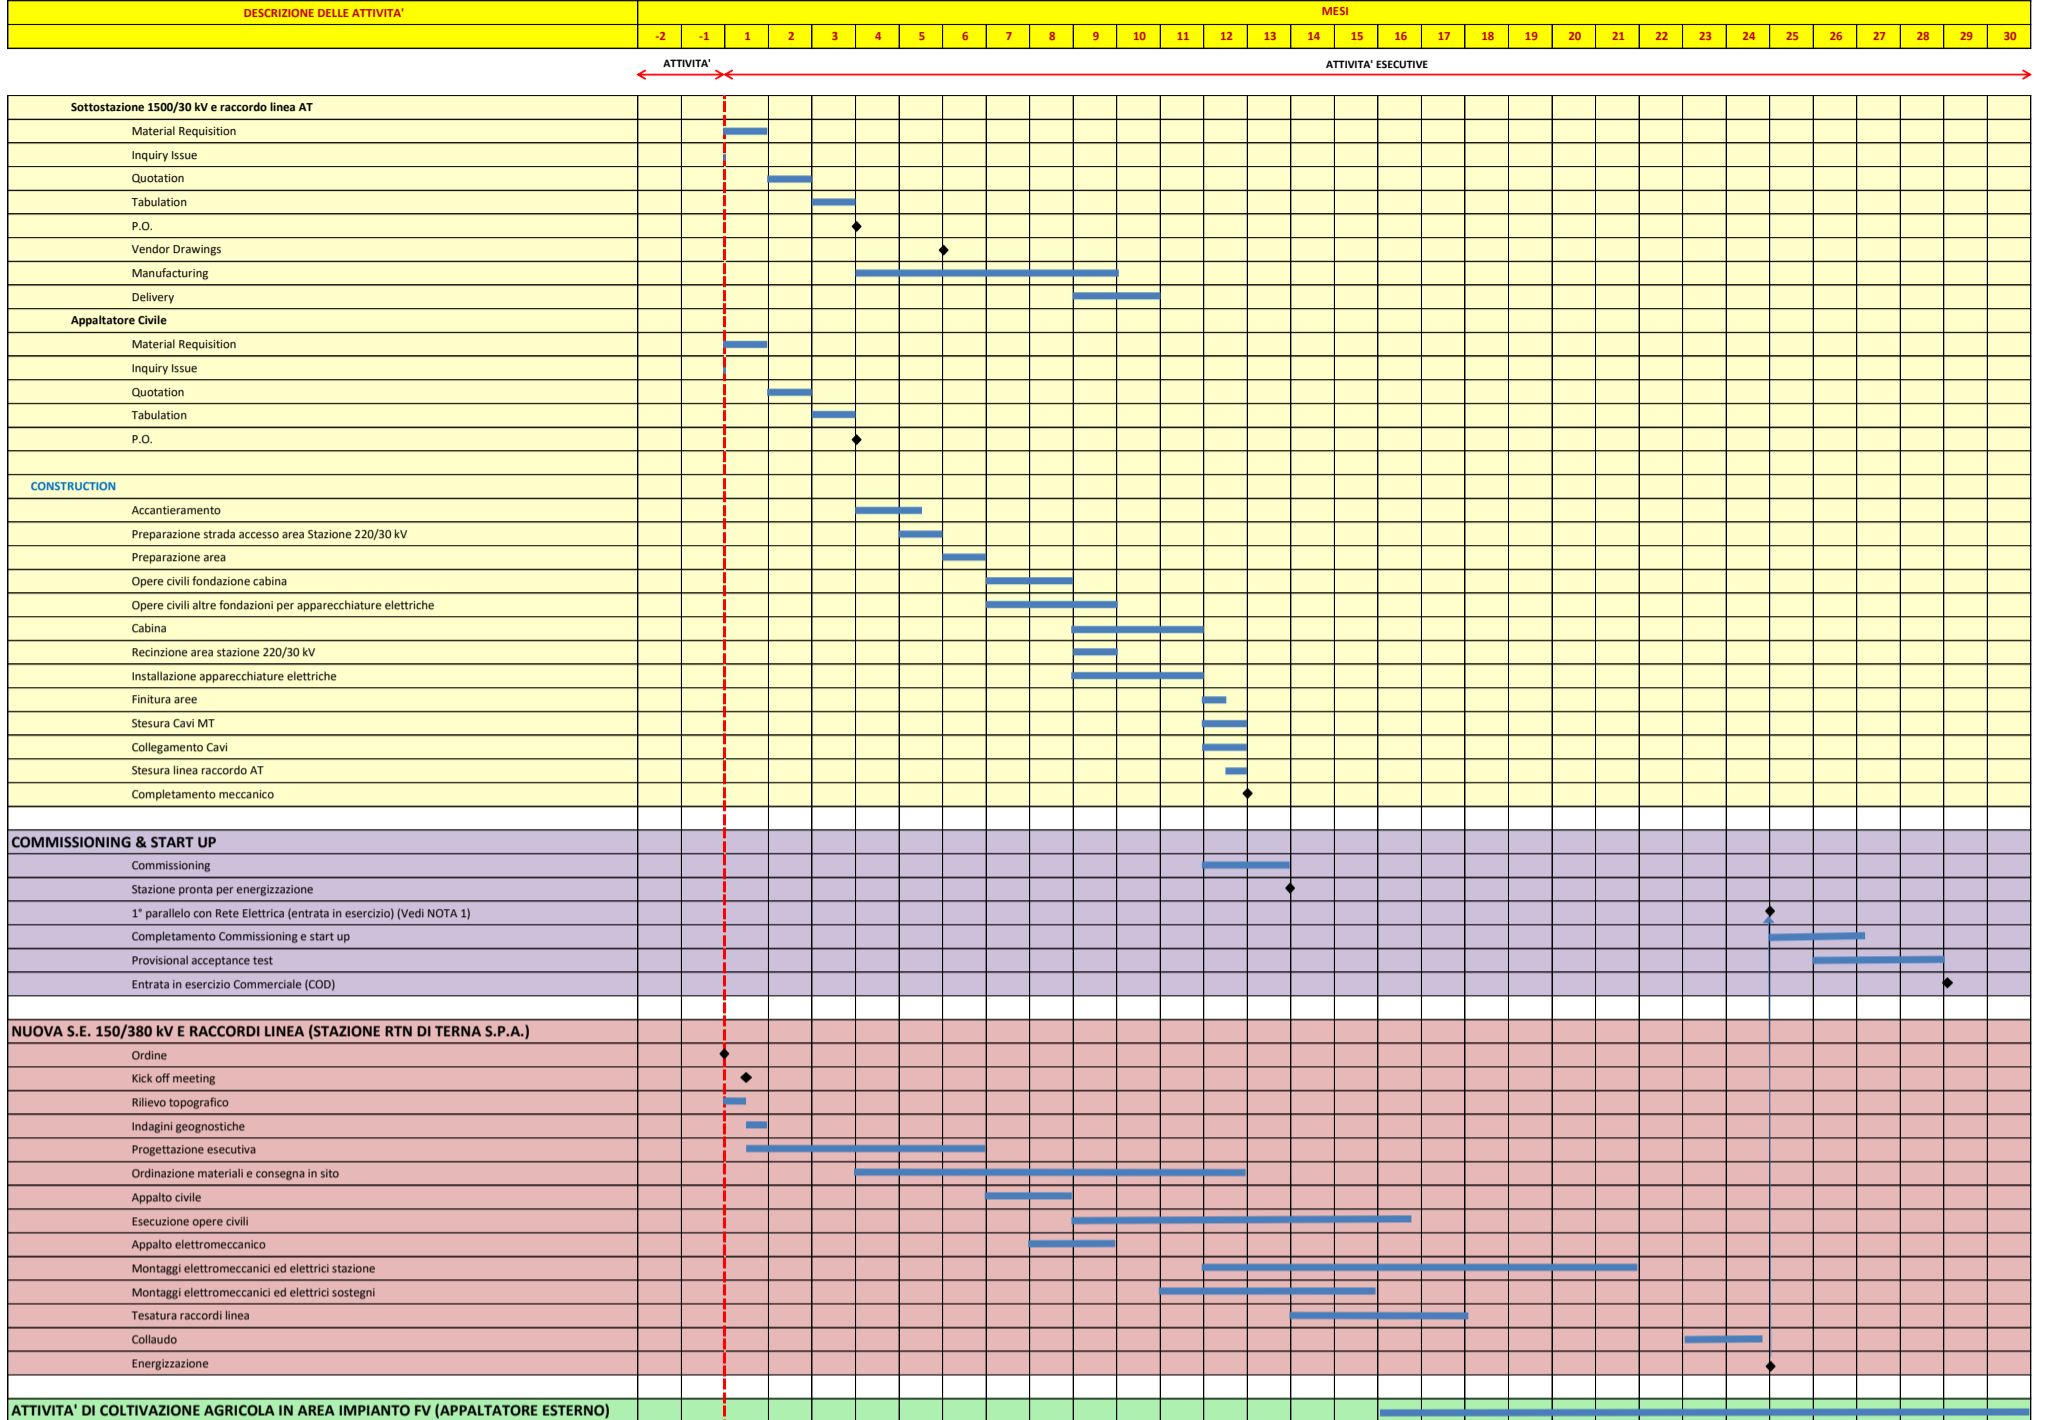 DESCRIZIONE DELLE ATTIVITA' MESI
-2 -1 1 2 3 4 5 6 7 8 9 10 11 12 13 14 15 16 17 18 19 20 21 22 23 24 25 26 27 28 29 30
ATTIVITA' ATTIVITA' ESECUTIVE
Sottostazione 1500/30 kV e raccordo linea AT
Material Requisition
Inquiry Issue
Quotation
Tabulation
P.O.
Vendor Drawings
Manufacturing
Delivery
Appaltatore Civile
Material Requisition
Inquiry Issue
Quotation
Tabulation
P.O.
CONSTRUCTION
Accantieramento
Preparazione strada accesso area Stazione 220/30 kV
Preparazione area
Opere civili fondazione cabina
Opere civili altre fondazioni per apparecchiature elettriche
Cabina
Recinzione area stazione 220/30 kV
Installazione apparecchiature elettriche
Finitura aree
Stesura Cavi MT
Collegamento Cavi
Stesura linea raccordo AT
Completamento meccanico
COMMISSIONING & START UP
Commissioning
Stazione pronta per energizzazione
1° parallelo con Rete Elettrica (entrata in esercizio) (Vedi NOTA 1)
Completamento Commissioning e start up
Provisional acceptance test
Entrata in esercizio Commerciale (COD)
NUOVA S.E. 150/380 kV E RACCORDI LINEA (STAZIONE RTN DI TERNA S.P.A.)
Ordine
Kick off meeting
Rilievo topografico
Indagini geognostiche
Progettazione esecutiva
Ordinazione materiali e consegna in sito
Appalto civile
Esecuzione opere civili
Appalto elettromeccanico
Montaggi elettromeccanici ed elettrici stazione
Montaggi elettromeccanici ed elettrici sostegni
Tesatura raccordi linea
Collaudo
Energizzazione
ATTIVITA' DI COLTIVAZIONE AGRICOLA IN AREA IMPIANTO FV (APPALTATORE ESTERNO)